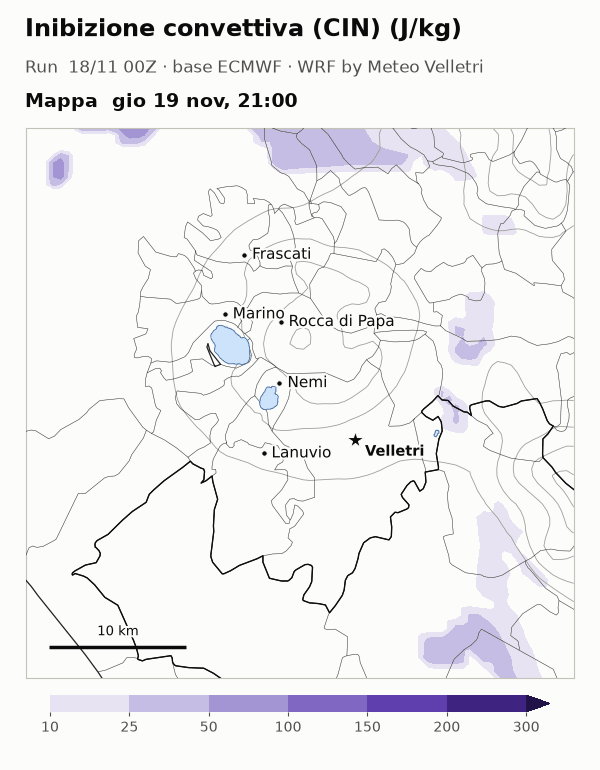 Inibizione convettiva (CIN) (J/kg)
Run  18/11 00Z · base ECMWF · WRF by Meteo Velletri
Mappa  gio 19 nov, 21:00
Frascati
Marino
Rocca di Papa
Nemi
Velletri
Lanuvio
10 km
10 25 50 100 150 200 300